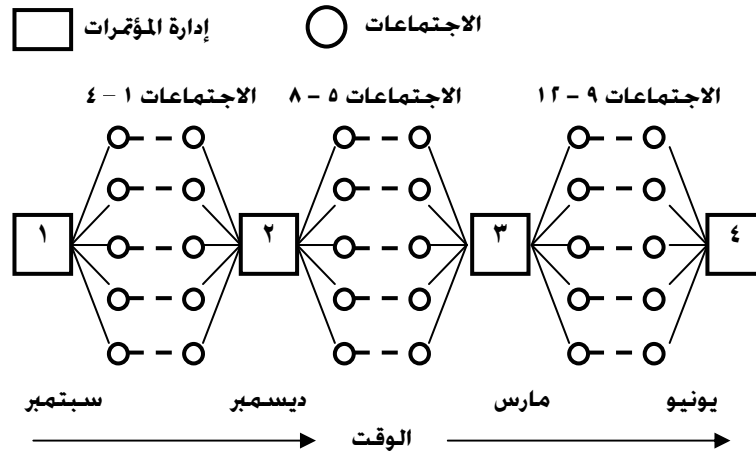 الاجتماعات
إدارة المؤتمرات
الاجتماعات ٩ – ١٢
الاجتماعات ٥ – ٨
الاجتماعات ١ – ٤
١
٢
٣
٤
سبتمبر
ديسمبر
مارس
يونيو
الوقت